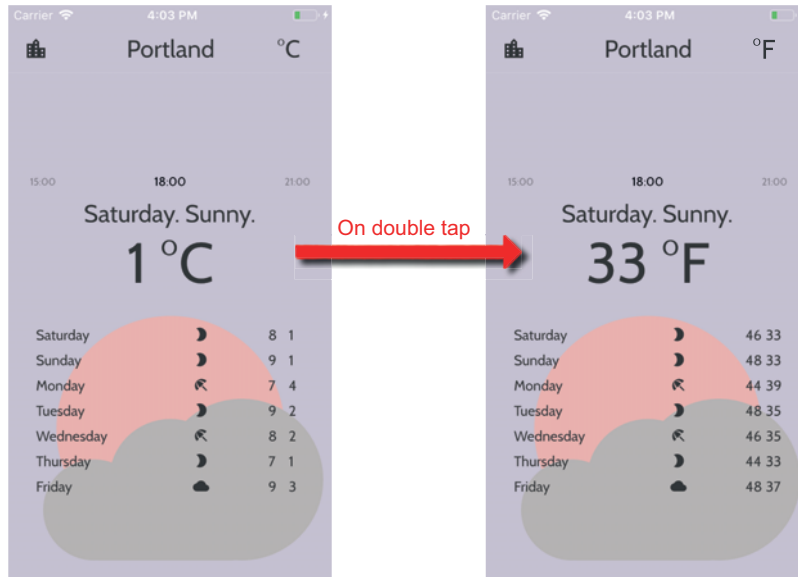 Carrier 4:03 PM
Portland °C
15:00 18:00 21:00
Saturday. Sunny.
1 °C
Saturday 8 1
Sunday 9 1
Monday 7 4
Tuesday 9 2
Wednesday 8 2
Thursday 7 1
Friday 9 3
On double tap
Carrier 4:03 PM
Portland °F
15:00 18:00 21:00
Saturday. Sunny.
33 °F
Saturday 46 33
Sunday 48 33
Monday 44 39
Tuesday 48 35
Wednesday 46 35
Thursday 44 33
Friday 48 37